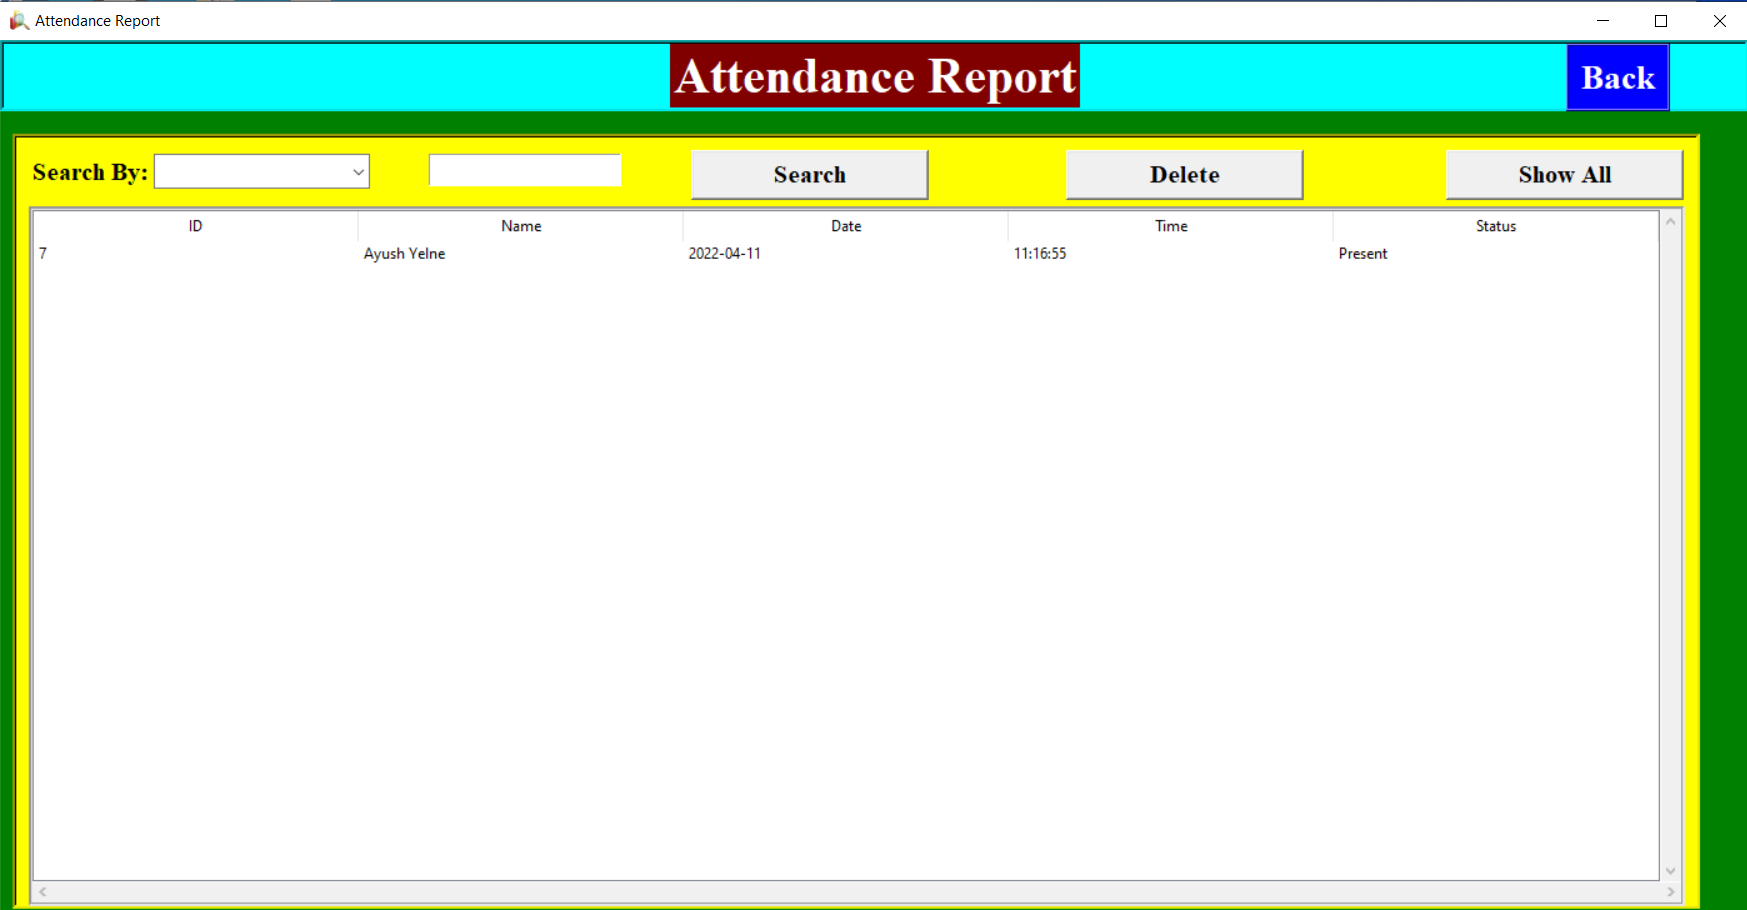 Attendance Report
Attendance Report Back
Search By: Search Delete Show All
ID Name Date Time Status
7 Ayush Yelne 2022-04-11 11:16:55 Present